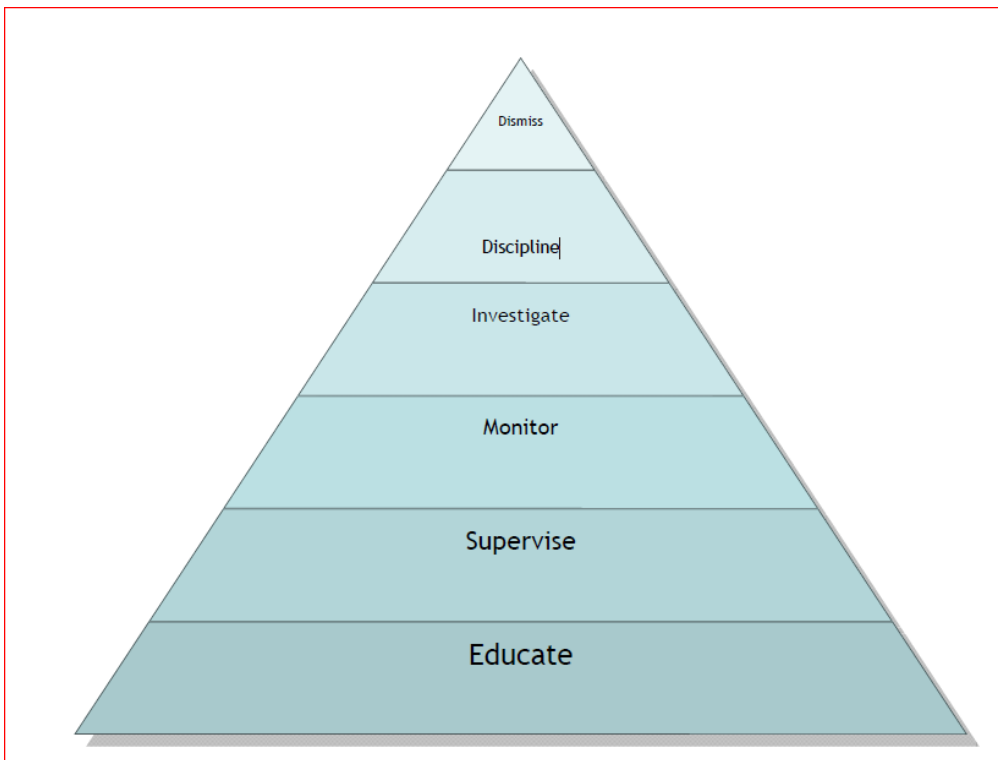 Dismiss
Discipline
Investigate
Monitor
Supervise
Educate